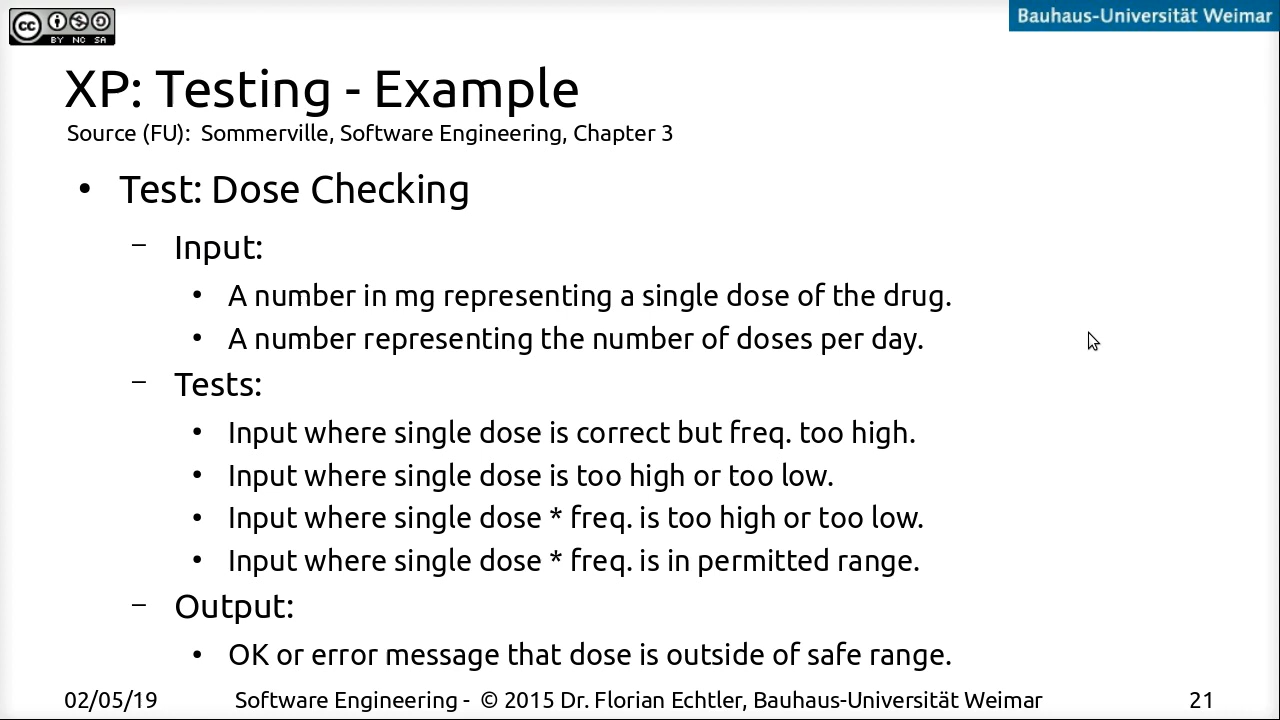 cc
BY NC SA
Bauhaus-Universität Weimar
XP: Testing - Example
Source (FU): Sommerville, Software Engineering, Chapter 3
• Test: Dose Checking
– Input:
• A number in mg representing a single dose of the drug.
• A number representing the number of doses per day.
– Tests:
• Input where single dose is correct but freq. too high.
• Input where single dose is too high or too low.
• Input where single dose * freq. is too high or too low.
• Input where single dose * freq. is in permitted range.
– Output:
• OK or error message that dose is outside of safe range.
02/05/19 Software Engineering - © 2015 Dr. Florian Echtler, Bauhaus-Universität Weimar 21